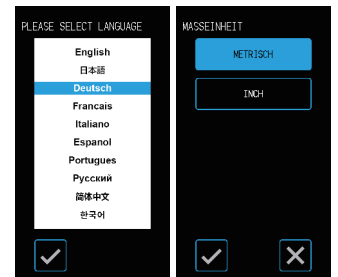 PLEASE SELECT LANGUAGE
English
日本語
Deutsch
Francais
Italiano
Espanol
Portugues
Русский
简体中文
한국어
MASSEINHEIT
METRISCH
INCH